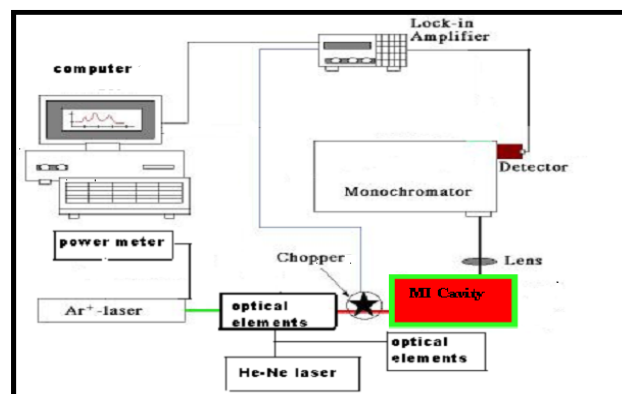 Lock-in
Amplifier
computer
Detector
Monochromator
power meter
Chopper
Lens
MI Cavity
Ar+-laser
optical
elements
optical
elements
He-Ne laser